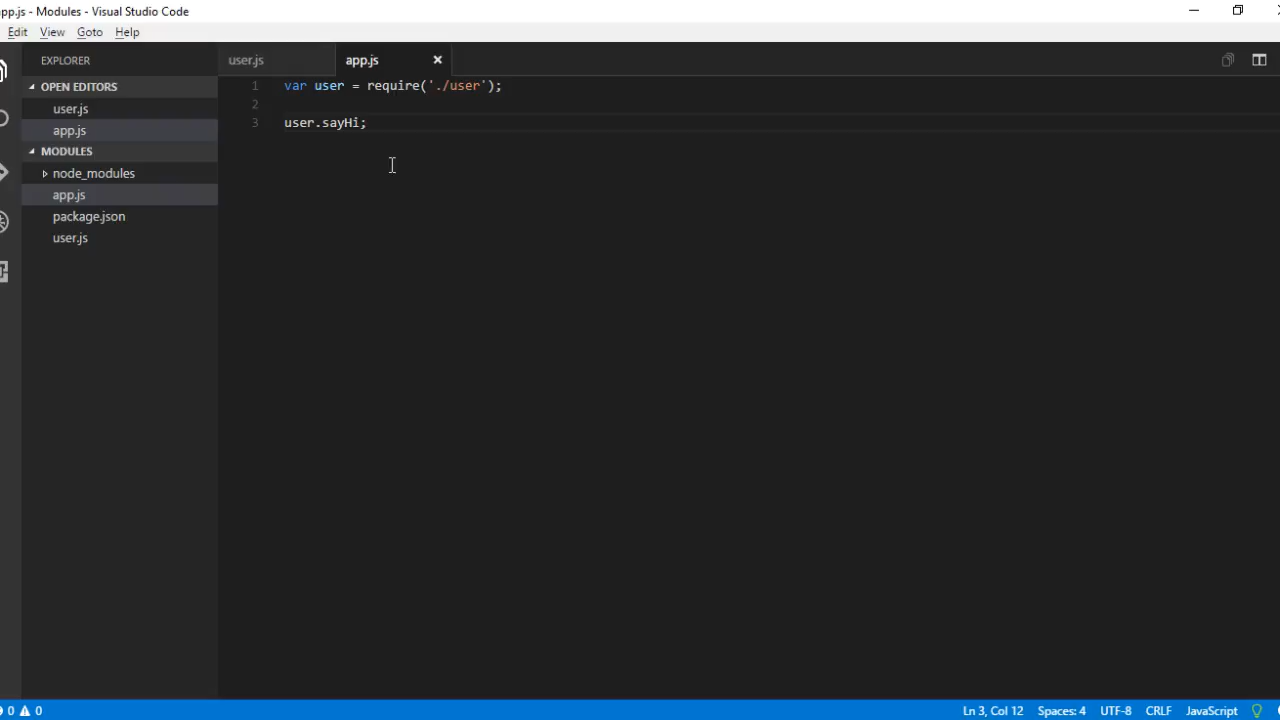 app.js - Modules - Visual Studio Code
Edit View Goto Help
EXPLORER
OPEN EDITORS
user.js
app.js
MODULES
node_modules
app.js
package.json
user.js
user.js app.js
1 var user = require('./user');
2
3 user.sayHi;
0 0 Ln 3, Col 12 Spaces: 4 UTF-8 CRLF JavaScript